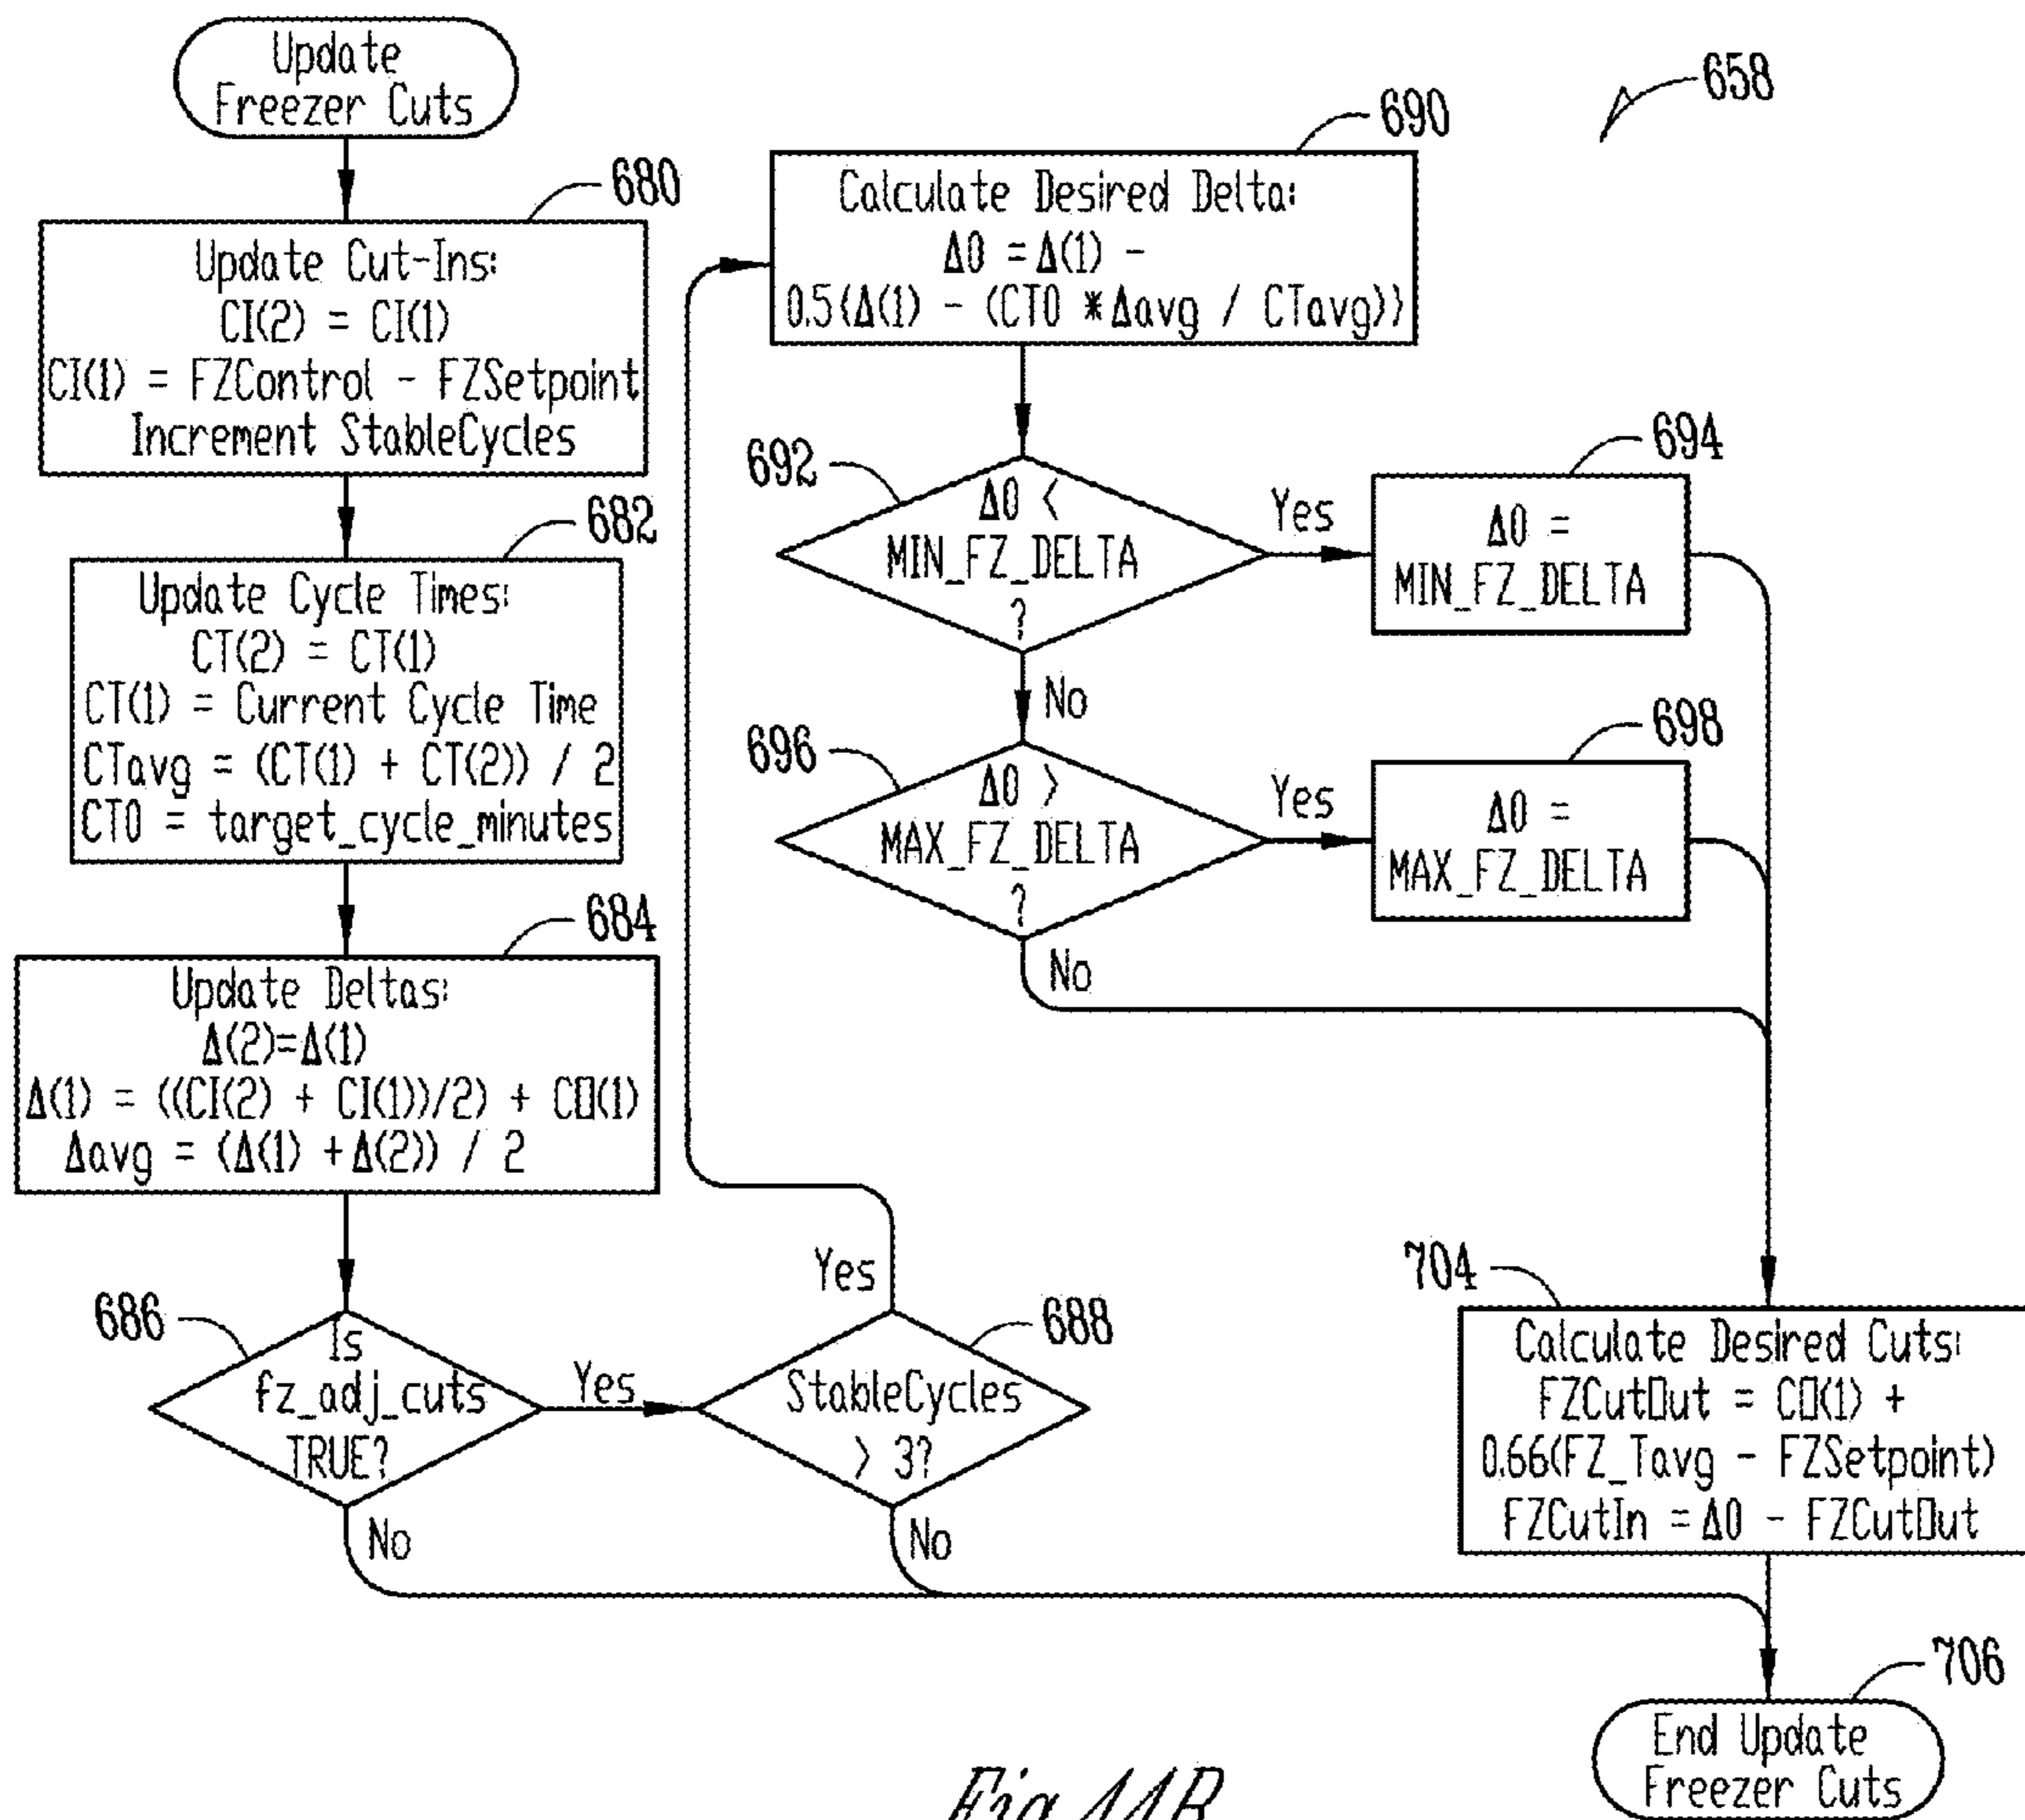 Update
Freezer Cuts
680
Update Cut-Ins:
CI(2) = CI(1)
CI(1) = FZControl - FZSetpoint
Increment StableCycles
682
Update Cycle Times:
CT(2) = CT(1)
CT(1) = Current Cycle Time
CTavg = (CT(1) + CT(2)) / 2
CT0 = target_cycle_minutes
684
Update Deltas:
Δ(2)=Δ(1)
Δ(1) = ((CI(2) + CI(1))/2) + CO(1)
Δavg = (Δ(1) +Δ(2)) / 2
686
Is
fz_adj_cuts
TRUE?
Yes
No
688
StableCycles
> 3?
Yes
No
658
690
Calculate Desired Delta:
Δ0 = Δ(1) -
0.5(Δ(1) - (CT0 *Δavg / CTavg))
692
Δ0 <
MIN_FZ_DELTA
?
Yes
No
694
Δ0 =
MIN_FZ_DELTA
696
Δ0 >
MAX_FZ_DELTA
?
Yes
No
698
Δ0 =
MAX_FZ_DELTA
704
Calculate Desired Cuts:
FZCutOut = CO(1) +
0.66(FZ_Tavg - FZSetpoint)
FZCutIn = Δ0 - FZCutOut
706
End Update
Freezer Cuts
Fig. 44B